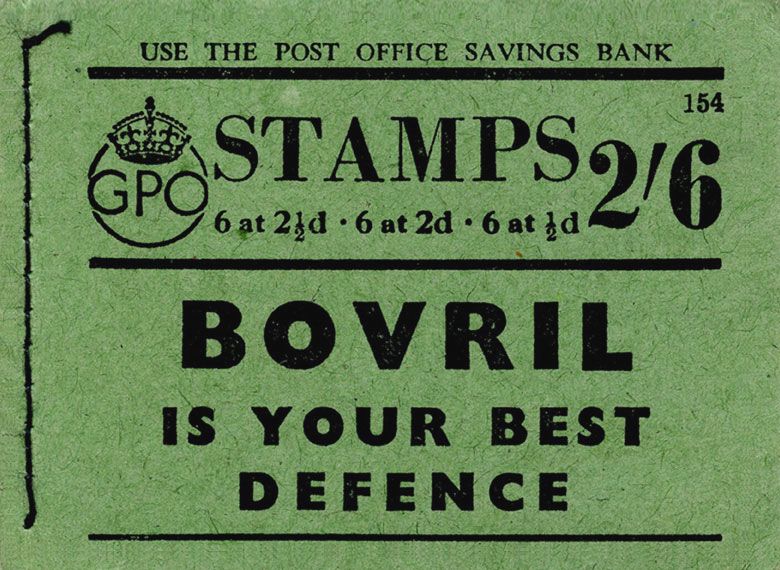 USE THE POST OFFICE SAVINGS BANK
154
GPO
STAMPS 2/6
6 at 2½d · 6 at 2d · 6 at ½d
BOVRIL
IS YOUR BEST
DEFENCE